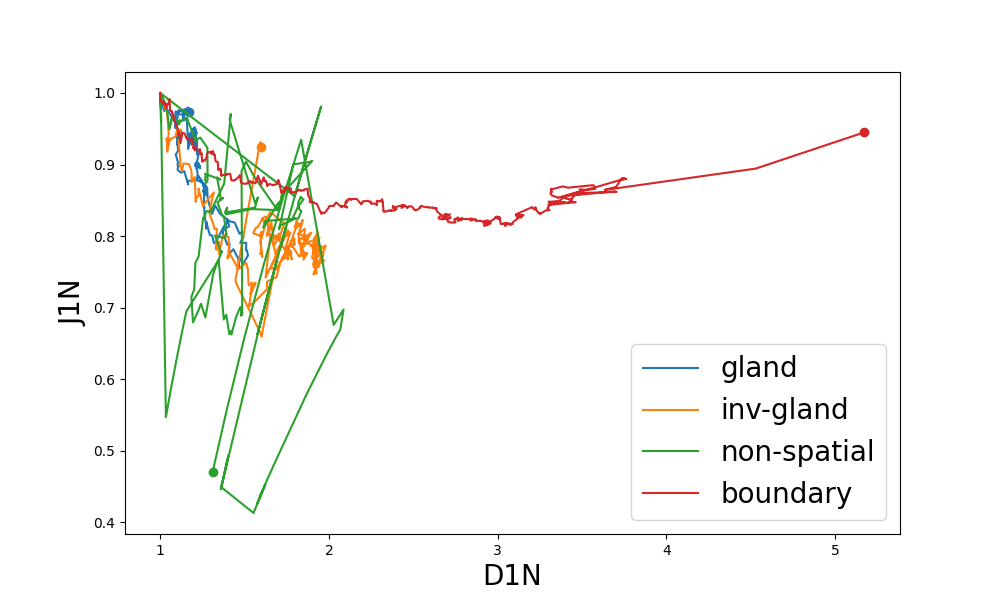 1.0
0.9
0.8
0.7
0.6
0.5
0.4
J1N
1 2 3 4 5
D1N
gland
inv-gland
non-spatial
boundary